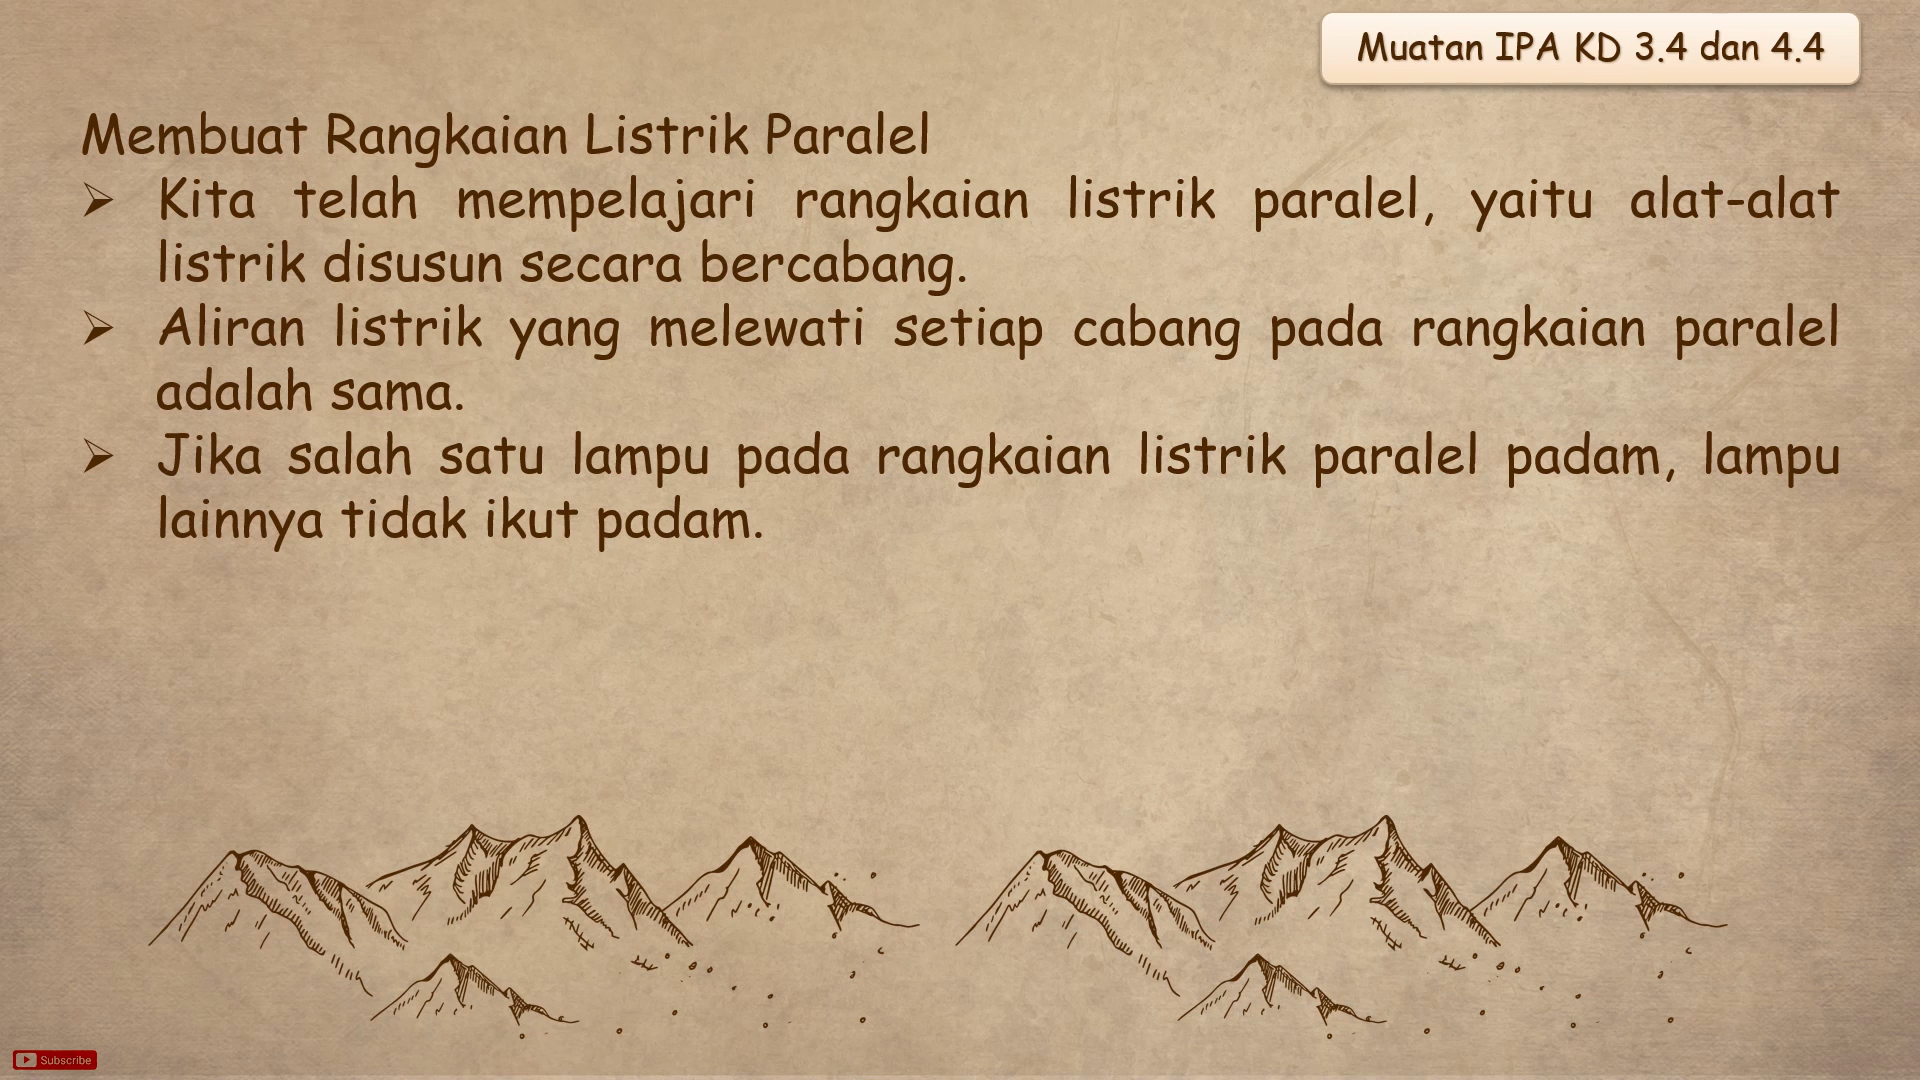 Muatan IPA KD 3.4 dan 4.4
Membuat Rangkaian Listrik Paralel
➢ Kita telah mempelajari rangkaian listrik paralel, yaitu alat-alat
listrik disusun secara bercabang.
➢ Aliran listrik yang melewati setiap cabang pada rangkaian paralel
adalah sama.
➢ Jika salah satu lampu pada rangkaian listrik paralel padam, lampu
lainnya tidak ikut padam.
Subscribe